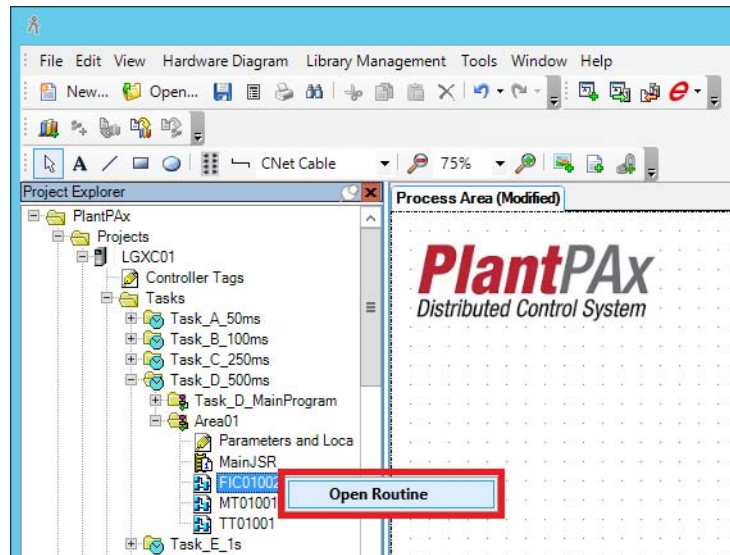 File Edit View Hardware Diagram Library Management Tools Window Help
New... Open...
A CNet Cable 75%
Project Explorer
Process Area (Modified)
PlantPAx
Projects
LGXC01
Controller Tags
Tasks
Task_A_50ms
Task_B_100ms
Task_C_250ms
Task_D_500ms
Task_D_MainProgram
Area01
Parameters and Loca
MainJSR
FIC01002
Open Routine
MT01001
TT01001
Task_E_1s
PlantPAx
Distributed Control System